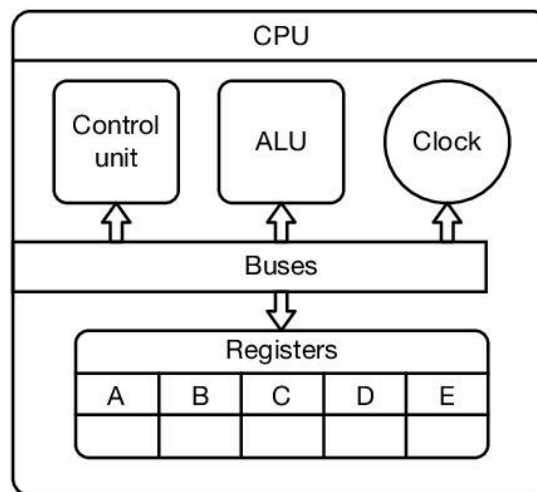 CPU
Control
unit
ALU
Clock
Buses
Registers
A B C D E